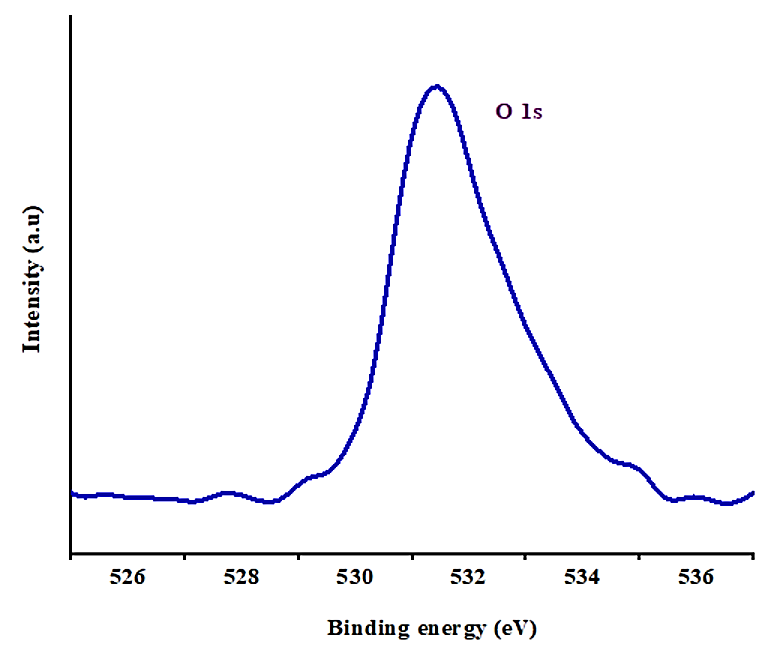 O 1s
Intensity (a.u)
526 528 530 532 534 536
Binding energy (eV)